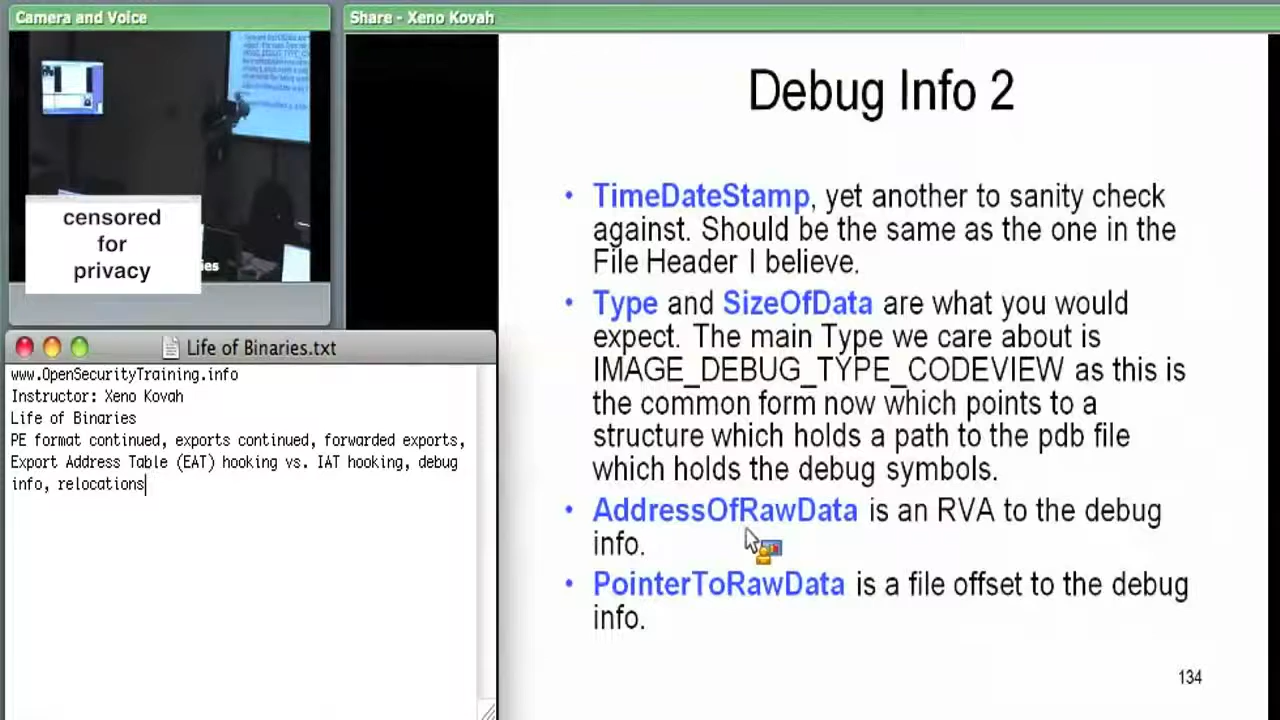 Camera and Voice
Share - Xeno Kovah
censored
for
privacy
ies
Life of Binaries.txt
www.OpenSecurityTraining.info
Instructor: Xeno Kovah
Life of Binaries
PE format continued, exports continued, forwarded exports,
Export Address Table (EAT) hooking vs. IAT hooking, debug
info, relocations
Debug Info 2
• TimeDateStamp, yet another to sanity check
against. Should be the same as the one in the
File Header I believe.
• Type and SizeOfData are what you would
expect. The main Type we care about is
IMAGE_DEBUG_TYPE_CODEVIEW as this is
the common form now which points to a
structure which holds a path to the pdb file
which holds the debug symbols.
• AddressOfRawData is an RVA to the debug
info.
• PointerToRawData is a file offset to the debug
info.
134